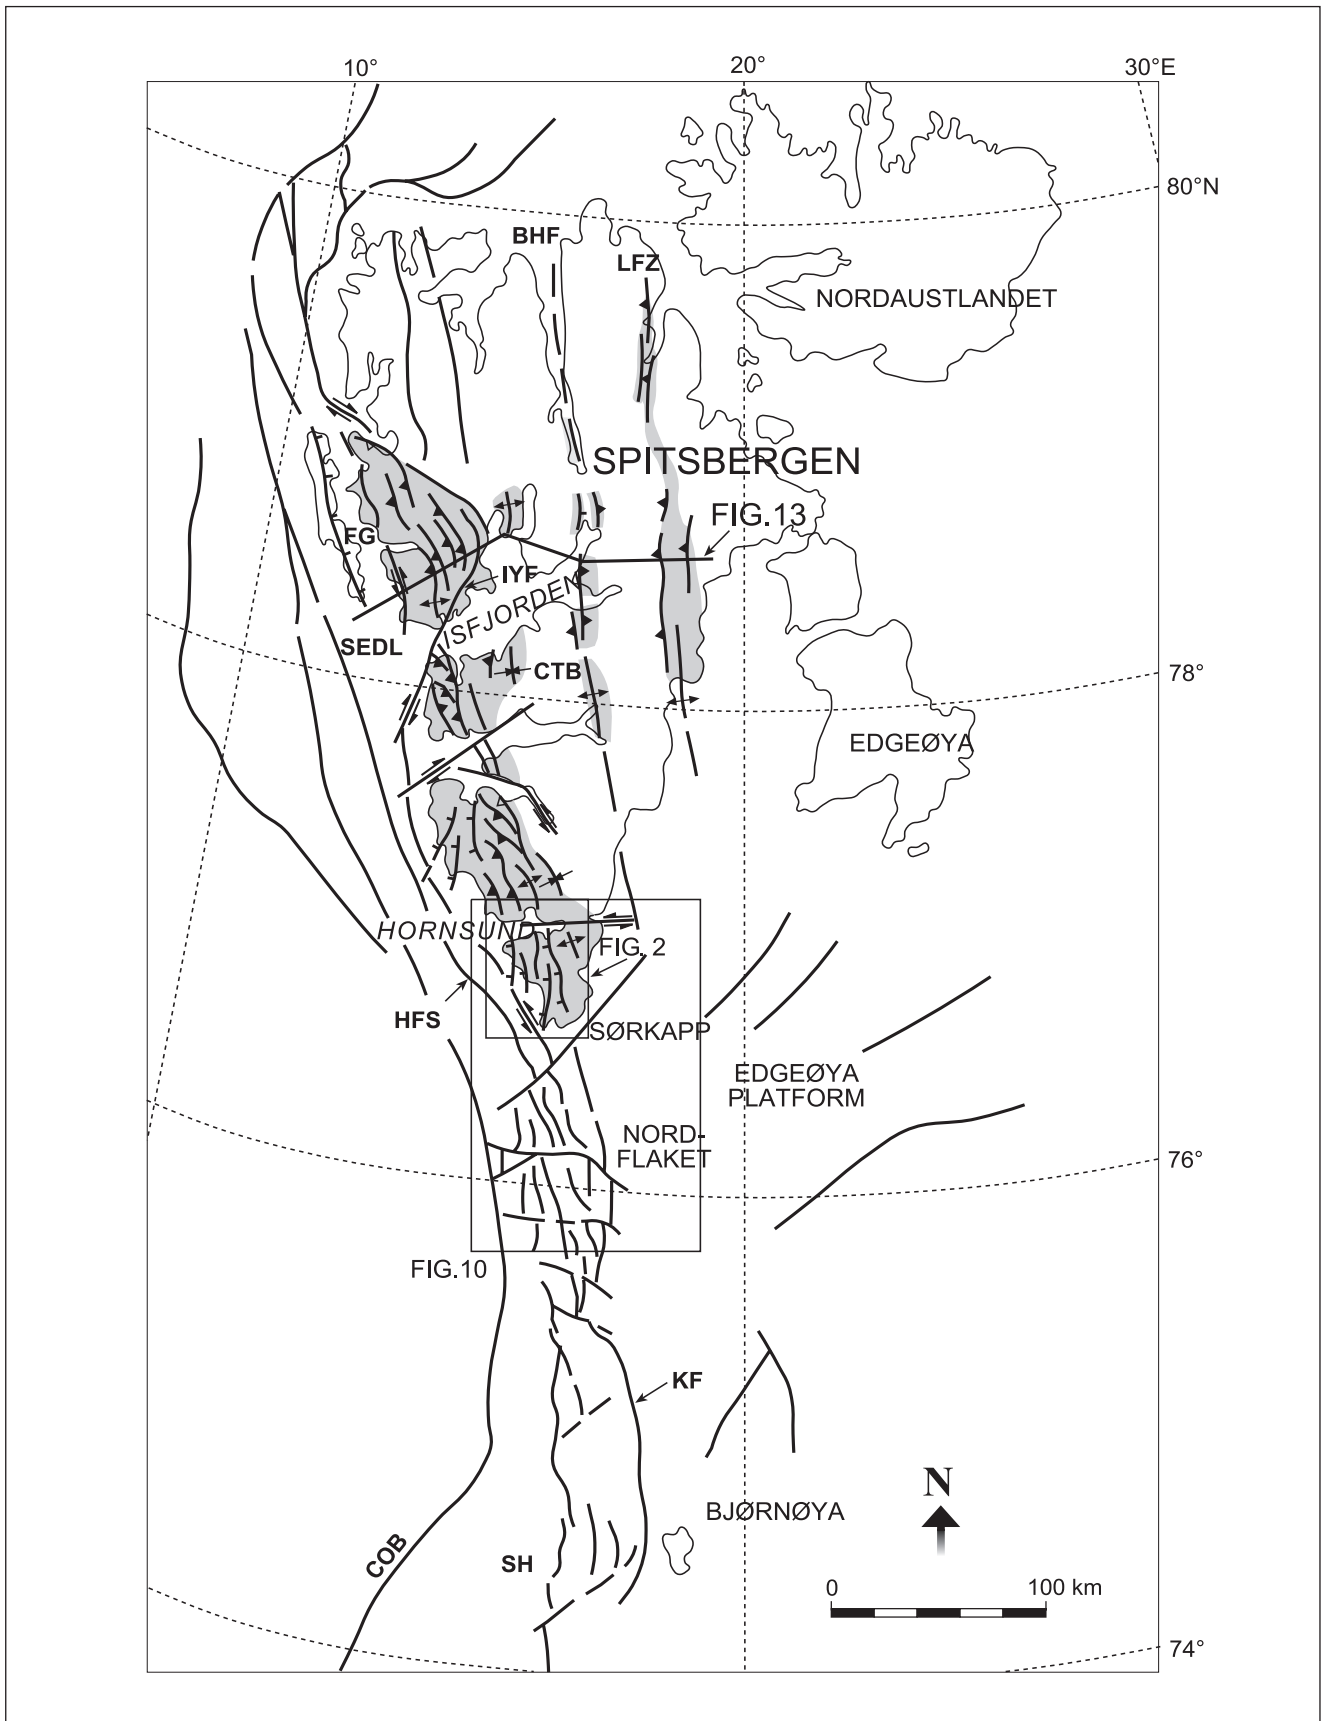 10°
20°
30°E
80°N
BHF
LFZ
NORDAUSTLANDET
SPITSBERGEN
FIG.13
FG
IYF
ISFJORDEN
SEDL
CTB
78°
EDGEØYA
HORNSUND
FIG. 2
HFS
SØRKAPP
EDGEØYA
PLATFORM
NORD-
FLAKET
76°
FIG.10
KF
N
BJØRNØYA
COB
SH
0
100 km
74°